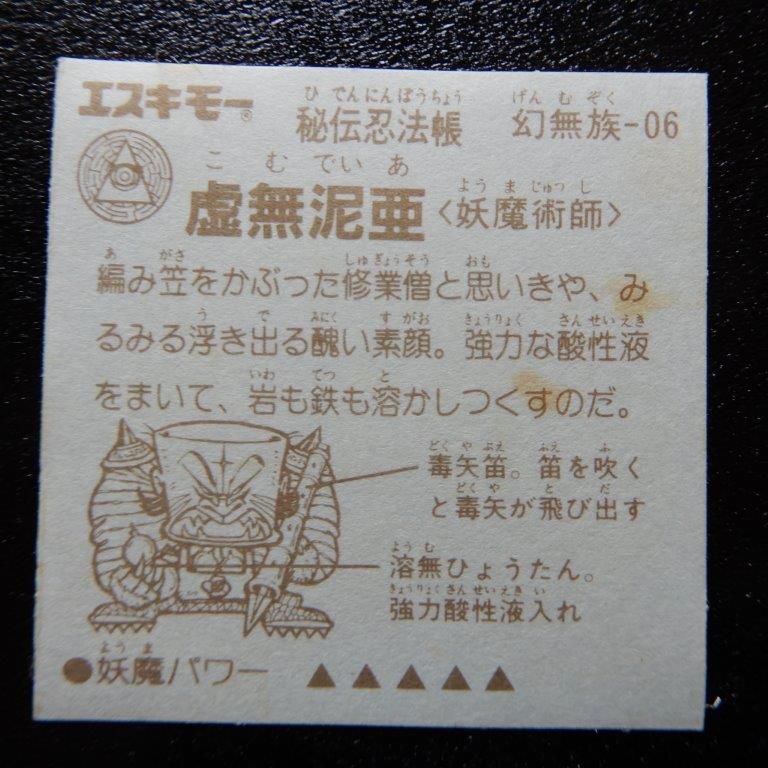 エスキモー® 秘伝忍法帳 幻無族-06
ひでんにんぽうちょう げんむぞく
こむでいあ
虚無泥亜〈妖魔術師〉
ようまじゅつし
あ がさ しゅぎょうそう おも
編み笠をかぶった修業僧と思いきや、み
う で みにく すがお きょうりょく さんせいえき
るみる浮き出る醜い素顔。強力な酸性液
いわ てつ と
をまいて、岩も鉄も溶かしつくすのだ。
どくやぶえ ふえ ふ
毒矢笛。笛を吹く
どくや と だ
と毒矢が飛び出す
ようむ
溶無ひょうたん。
きょうりょくさんせいえきい
強力酸性液入れ
ようま
●妖魔パワー ▲▲▲▲▲